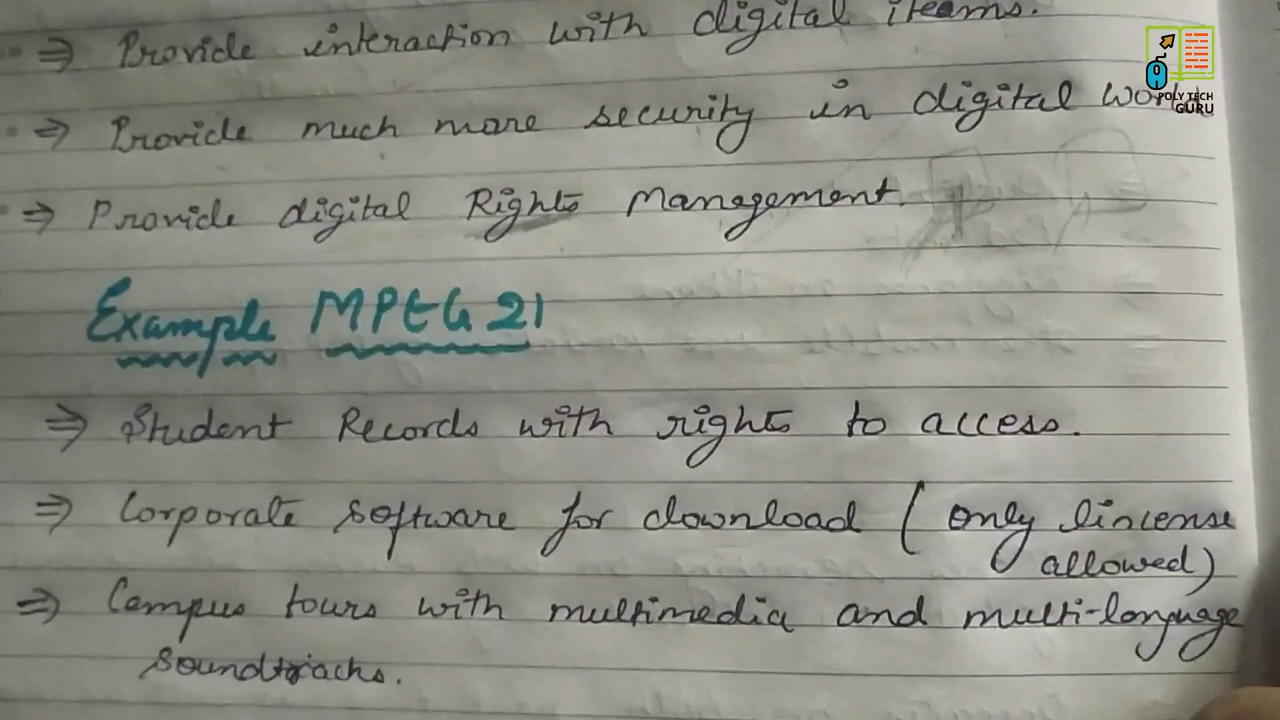 ⇒ Provide interaction with digital iteams.
⇒ Provide much more security in digital work
⇒ Provide digital Rights Management.
Example MPEG 21
⇒ Student Records with rights to access.
⇒ Corporate software for download ( only lincense
allowed)
⇒ Campus tours with multimedia and multi-language
soundtracks.
POLY TECH
GURU